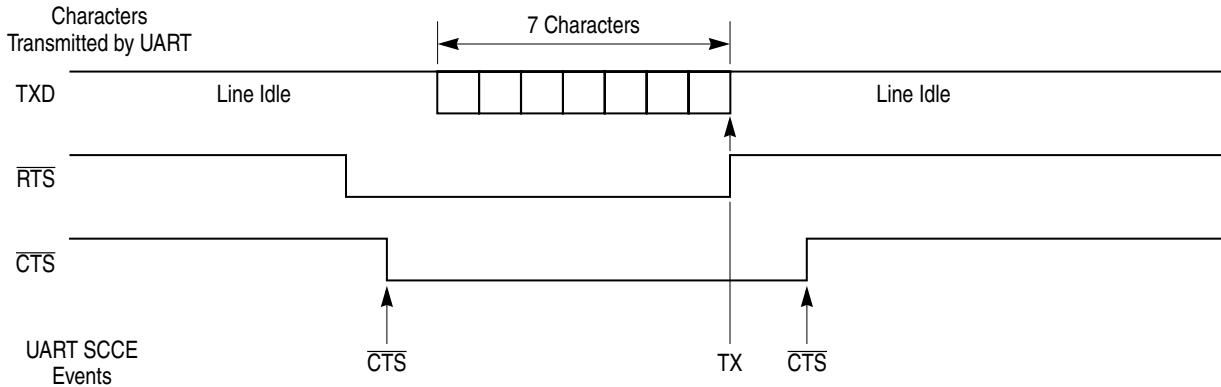 Characters
Transmitted by UART
7 Characters
TXD
Line Idle
Line Idle
RTS
CTS
UART SCCE
Events
CTS
TX
CTS